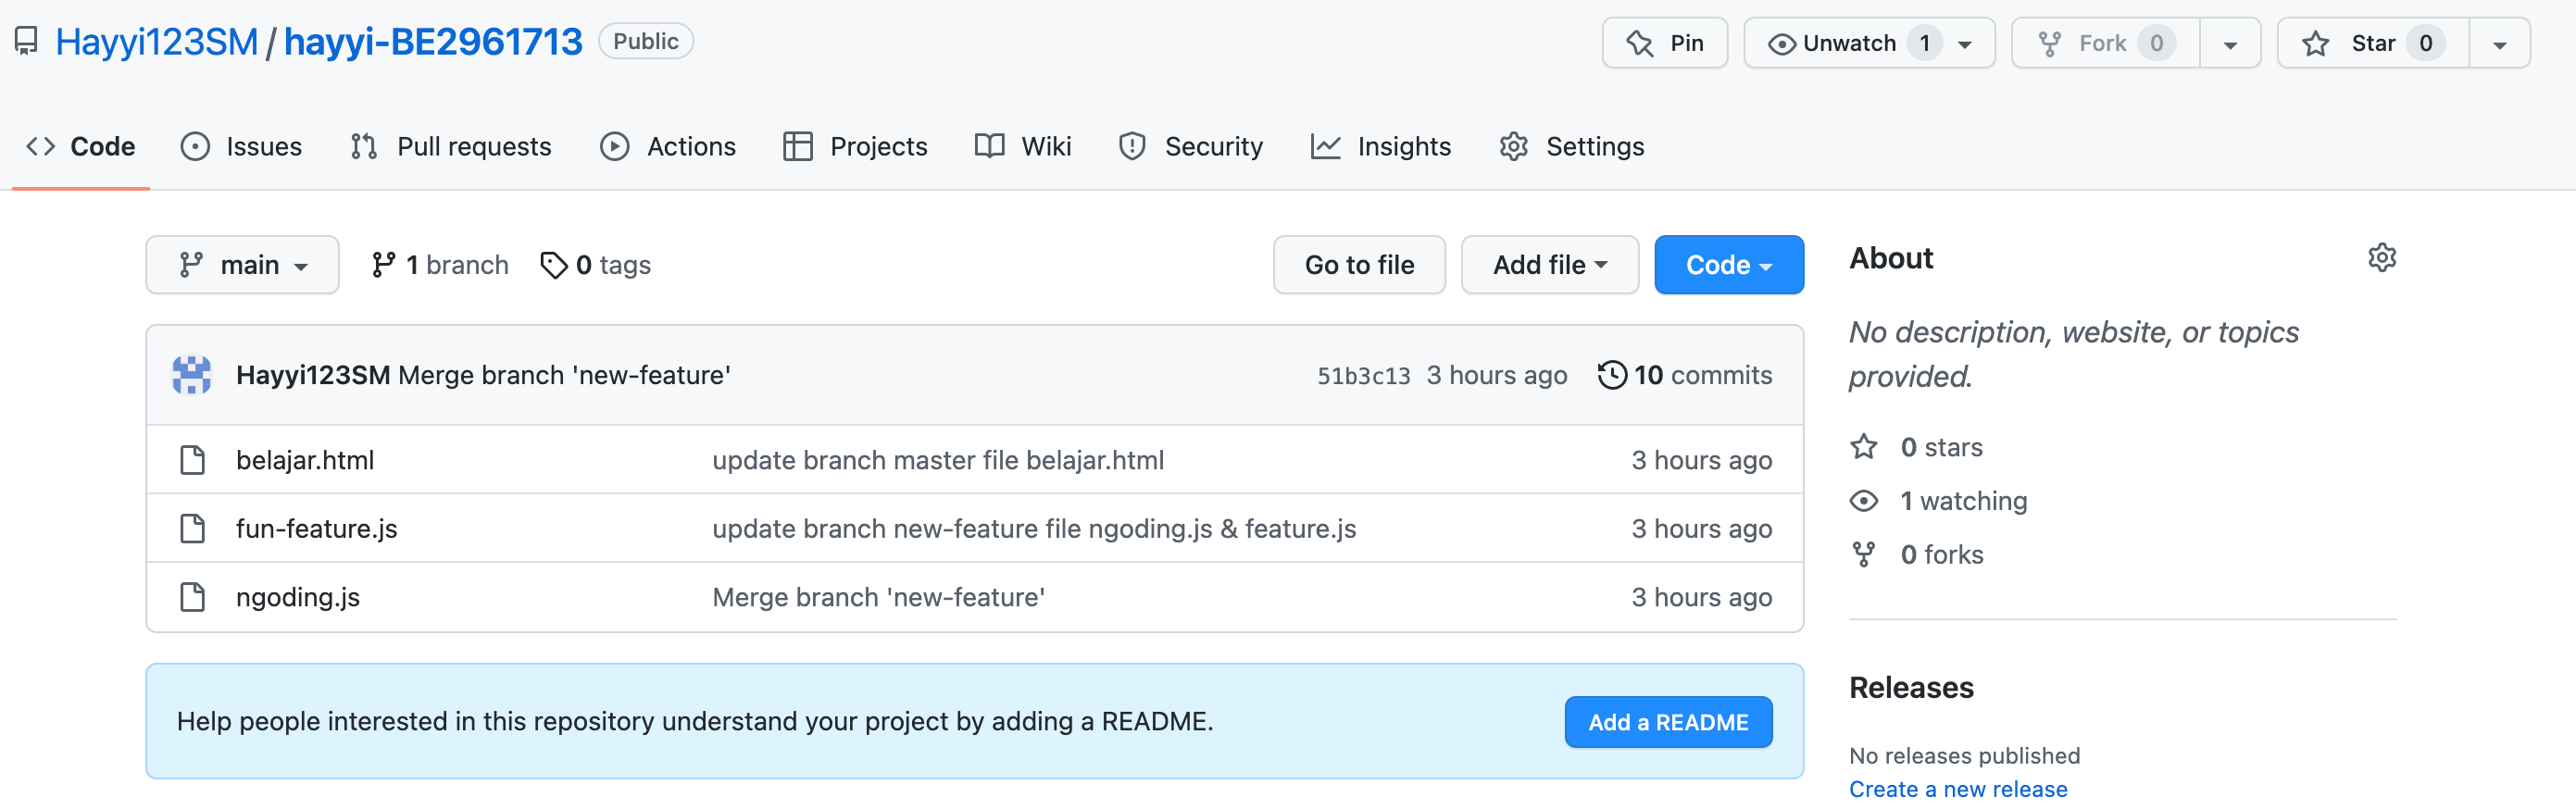 Hayyi123SM / hayyi-BE2961713 Public Pin Unwatch 1 Fork 0 Star 0
Code Issues Pull requests Actions Projects Wiki Security Insights Settings
main 1 branch 0 tags Go to file Add file Code
Hayyi123SM Merge branch 'new-feature' 51b3c13 3 hours ago 10 commits
belajar.html update branch master file belajar.html 3 hours ago
fun-feature.js update branch new-feature file ngoding.js & feature.js 3 hours ago
ngoding.js Merge branch 'new-feature' 3 hours ago
Help people interested in this repository understand your project by adding a README. Add a README
About
No description, website, or topics
provided.
0 stars
1 watching
0 forks
Releases
No releases published
Create a new release